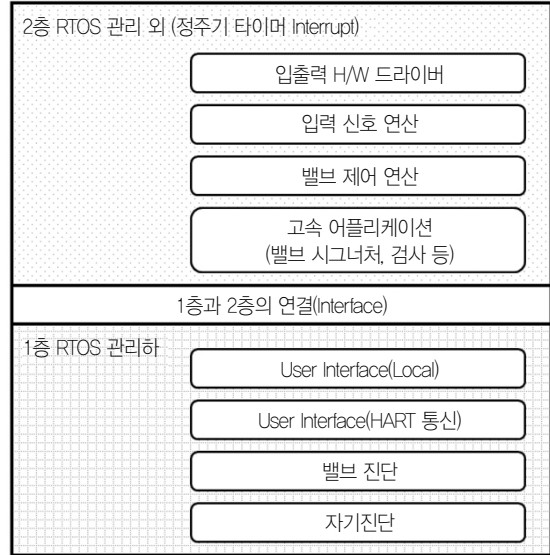 2층 RTOS 관리 외 (정주기 타이머 Interrupt)
입출력 H/W 드라이버
입력 신호 연산
밸브 제어 연산
고속 어플리케이션
(밸브 시그너처, 검사 등)
1층과 2층의 연결(Interface)
1층 RTOS 관리하
User Interface(Local)
User Interface(HART 통신)
밸브 진단
자기진단